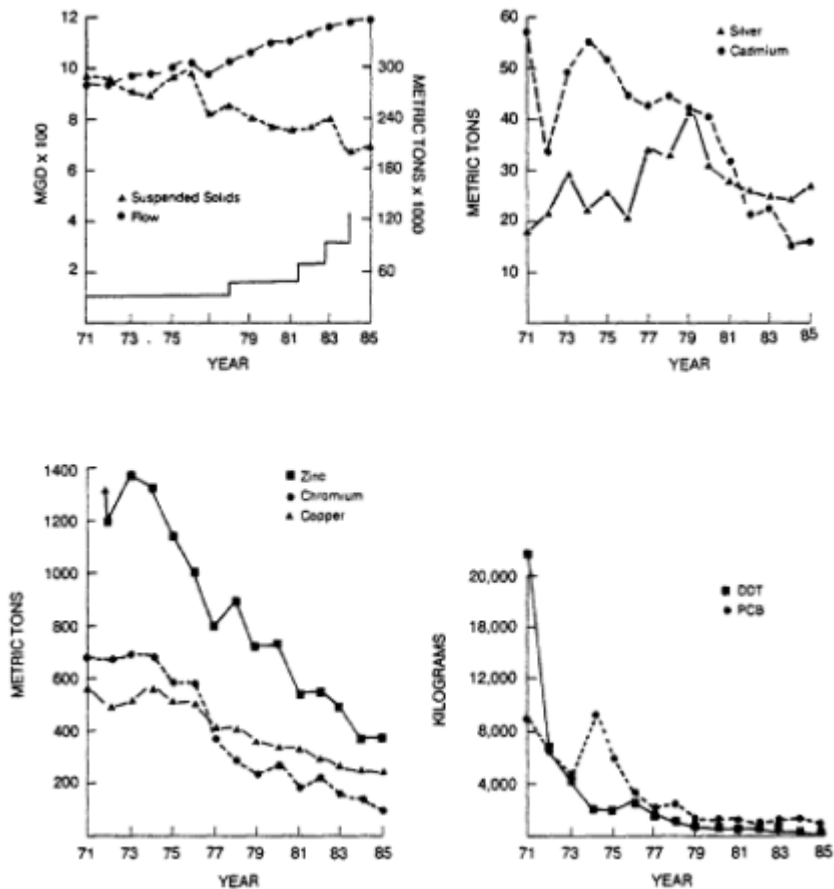 12
10
8
6
4
2
MGD x 100
350
290
200
120
60
METRIC TONS x 1000
Suspended Solids
Flow
71 73 75 77 79 81 83 85
YEAR
60
50
40
30
20
10
METRIC TONS
Silver
Cadmium
71 73 75 77 79 81 83 85
YEAR
1400
1200
1000
800
600
400
200
METRIC TONS
Zinc
Chromium
Copper
71 73 75 77 79 81 83 85
YEAR
20,000
18,000
12,000
8,000
4,000
KILOGRAMS
DDT
PCB
71 73 75 77 79 81 83 85
YEAR